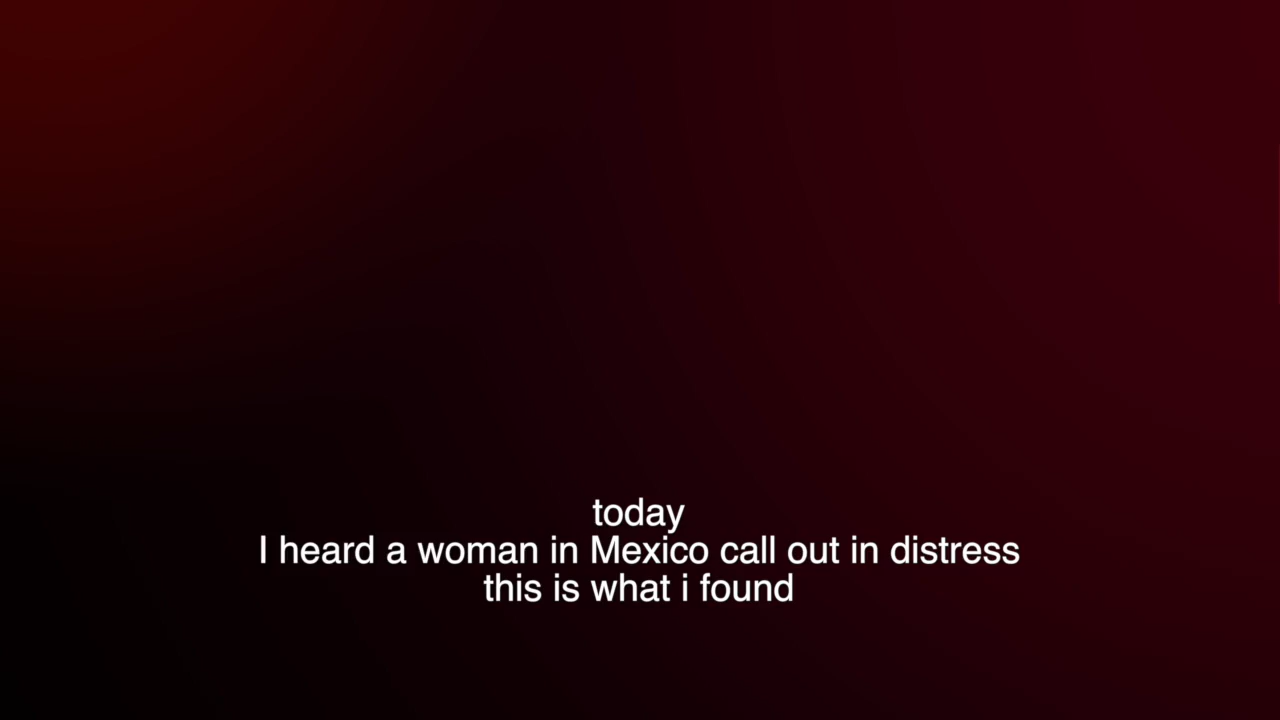 today
I heard a woman in Mexico call out in distress
this is what i found